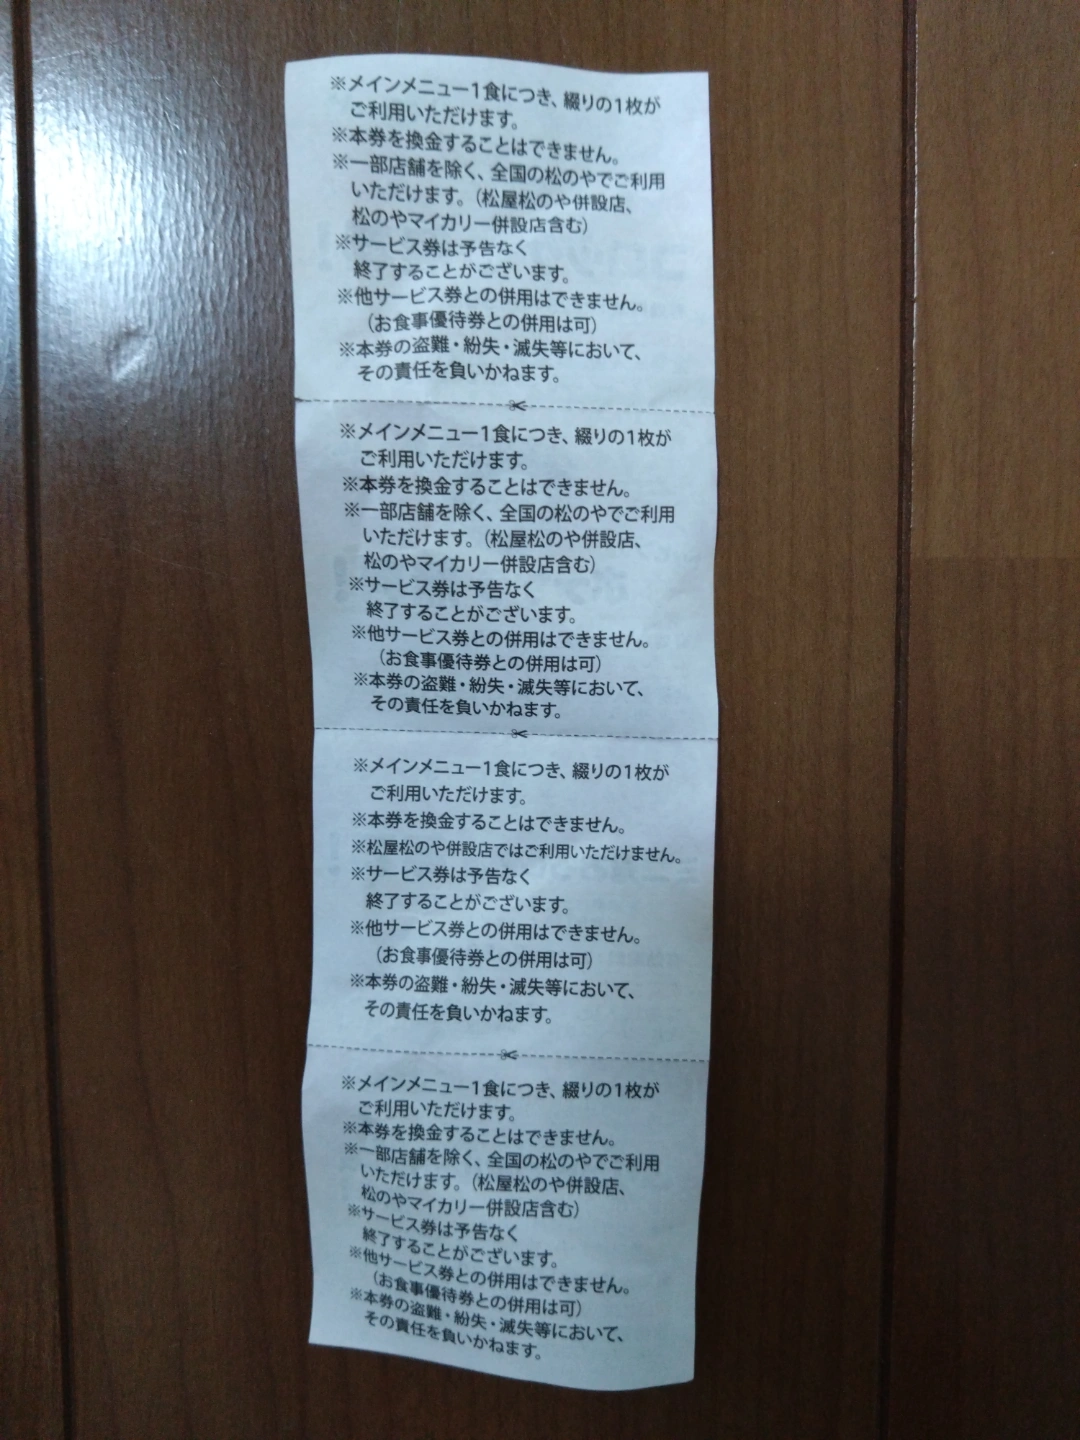 ※メインメニュー1食につき、綴りの1枚が
ご利用いただけます。
※本券を換金することはできません。
※一部店舗を除く、全国の松のやでご利用
いただけます。（松屋松のや併設店、
松のやマイカリー併設店含む）
※サービス券は予告なく
終了することがございます。
※他サービス券との併用はできません。
（お食事優待券との併用は可）
※本券の盗難・紛失・滅失等において、
その責任を負いかねます。
※メインメニュー1食につき、綴りの1枚が
ご利用いただけます。
※本券を換金することはできません。
※一部店舗を除く、全国の松のやでご利用
いただけます。（松屋松のや併設店、
松のやマイカリー併設店含む）
※サービス券は予告なく
終了することがございます。
※他サービス券との併用はできません。
（お食事優待券との併用は可）
※本券の盗難・紛失・滅失等において、
その責任を負いかねます。
※メインメニュー1食につき、綴りの1枚が
ご利用いただけます。
※本券を換金することはできません。
※松屋松のや併設店ではご利用いただけません。
※サービス券は予告なく
終了することがございます。
※他サービス券との併用はできません。
（お食事優待券との併用は可）
※本券の盗難・紛失・滅失等において、
その責任を負いかねます。
※メインメニュー1食につき、綴りの1枚が
ご利用いただけます。
※本券を換金することはできません。
※一部店舗を除く、全国の松のやでご利用
いただけます。（松屋松のや併設店、
松のやマイカリー併設店含む）
※サービス券は予告なく
終了することがございます。
※他サービス券との併用はできません。
（お食事優待券との併用は可）
※本券の盗難・紛失・滅失等において、
その責任を負いかねます。